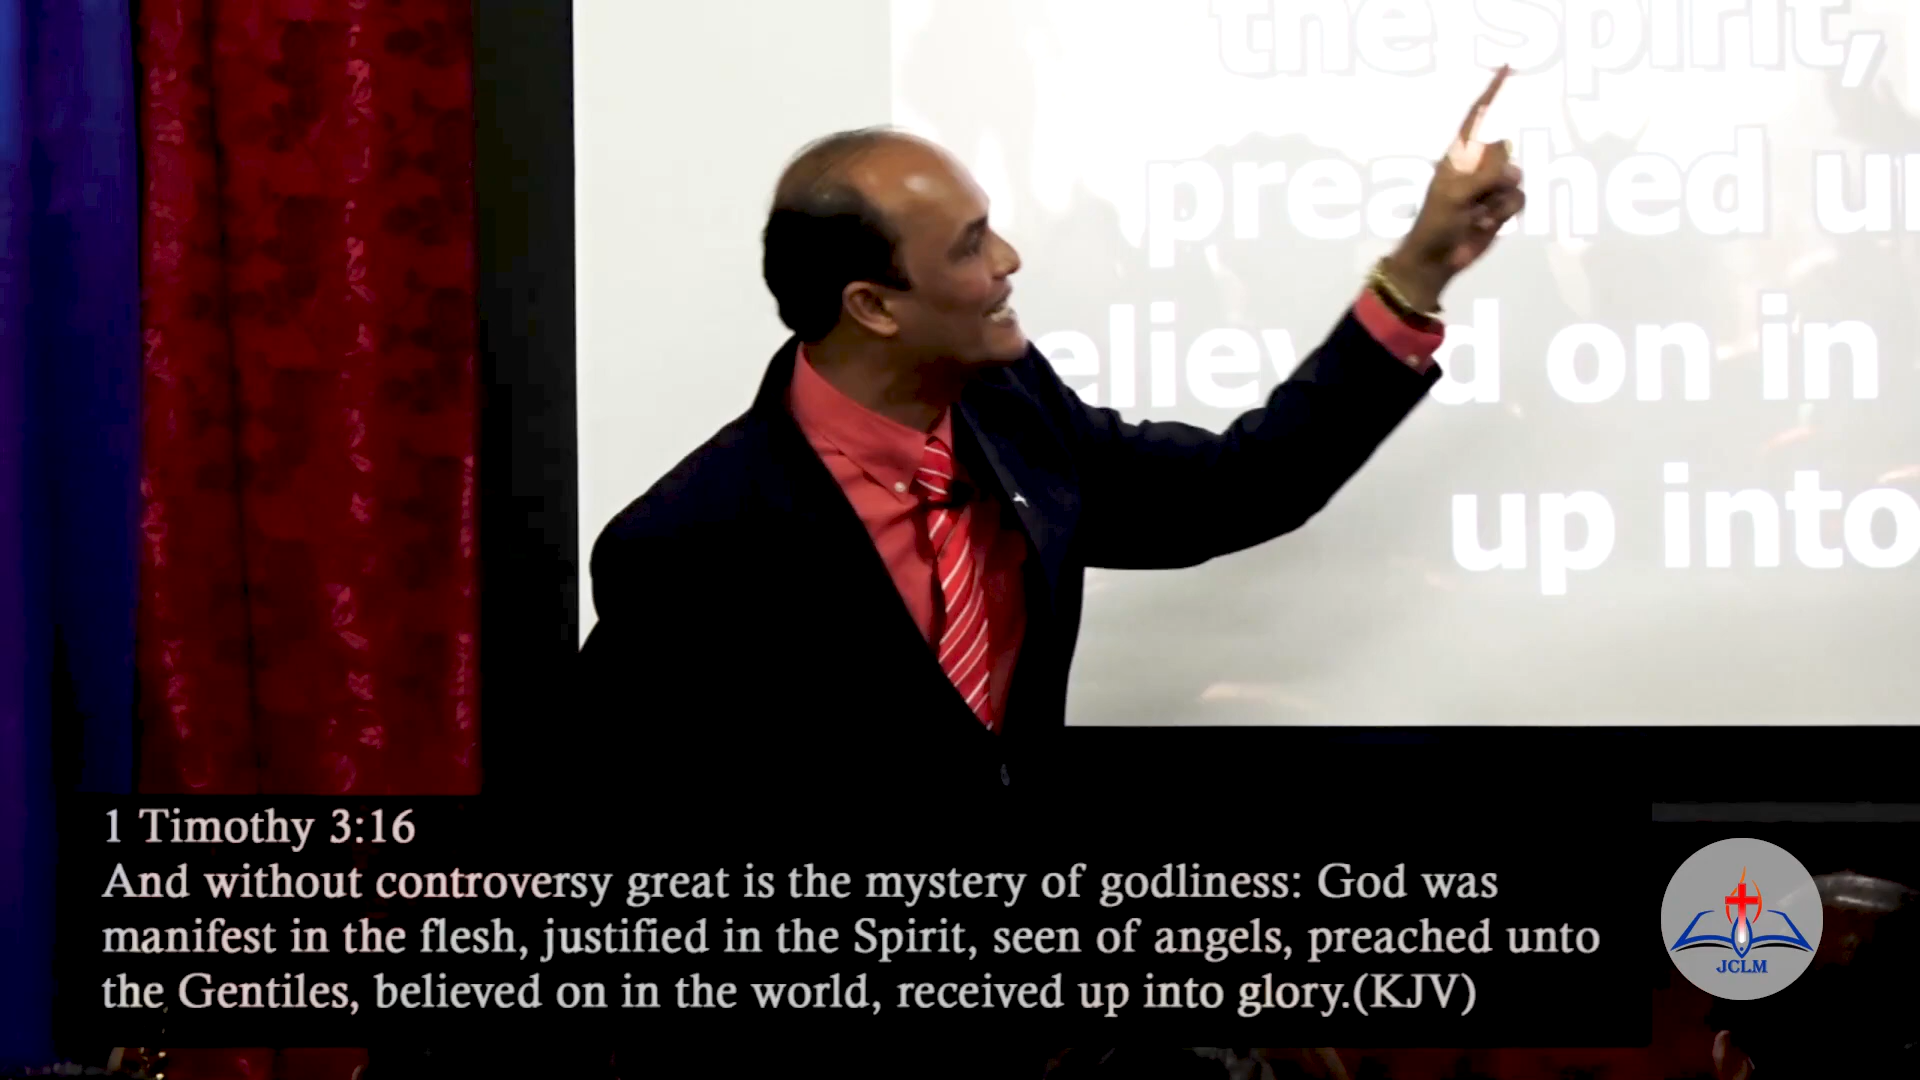 the Spirit,
preached un
elieved on in
up into
1 Timothy 3:16
And without controversy great is the mystery of godliness: God was
manifest in the flesh, justified in the Spirit, seen of angels, preached unto
the Gentiles, believed on in the world, received up into glory.(KJV)
JCLM